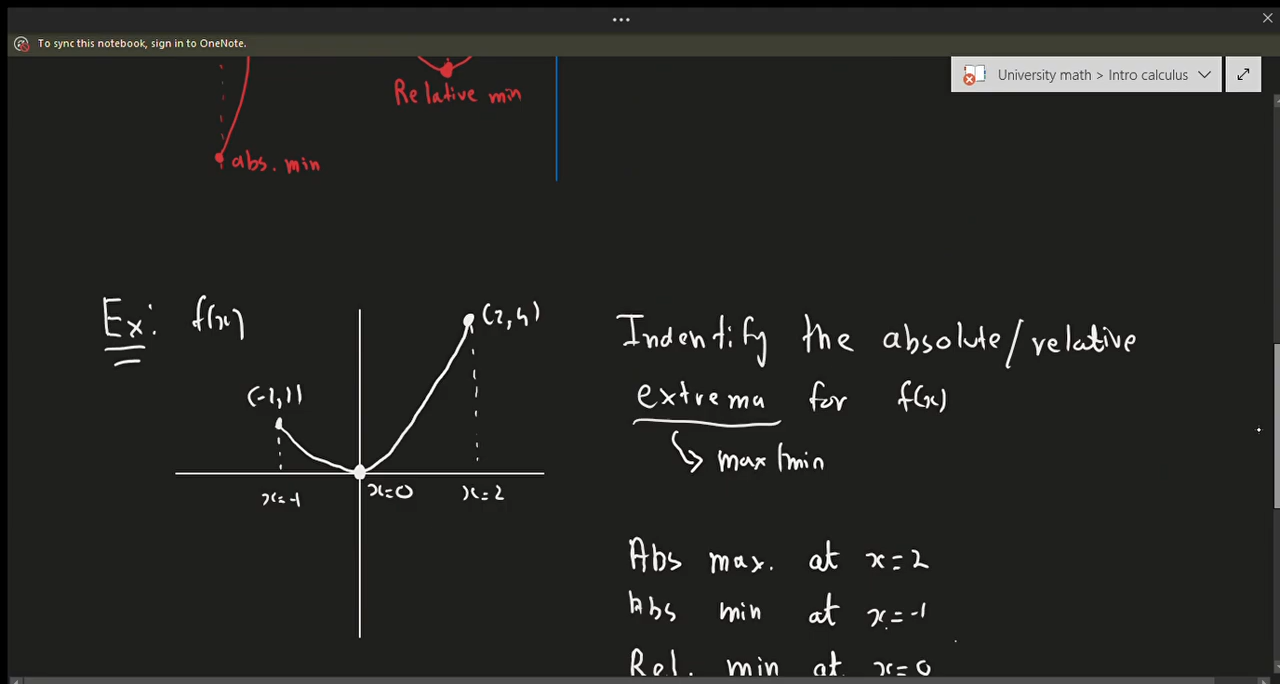 To sync this notebook, sign in to OneNote.
University math > Intro calculus
Relative min
abs. min
Ex: f(x)
(2,4)
(-1,1)
x=-1
x=0
x=2
Indentify the absolute/relative
extrema for f(x)
max/min
Abs max. at x=2
Abs min at x=-1
Rel. min at x=0